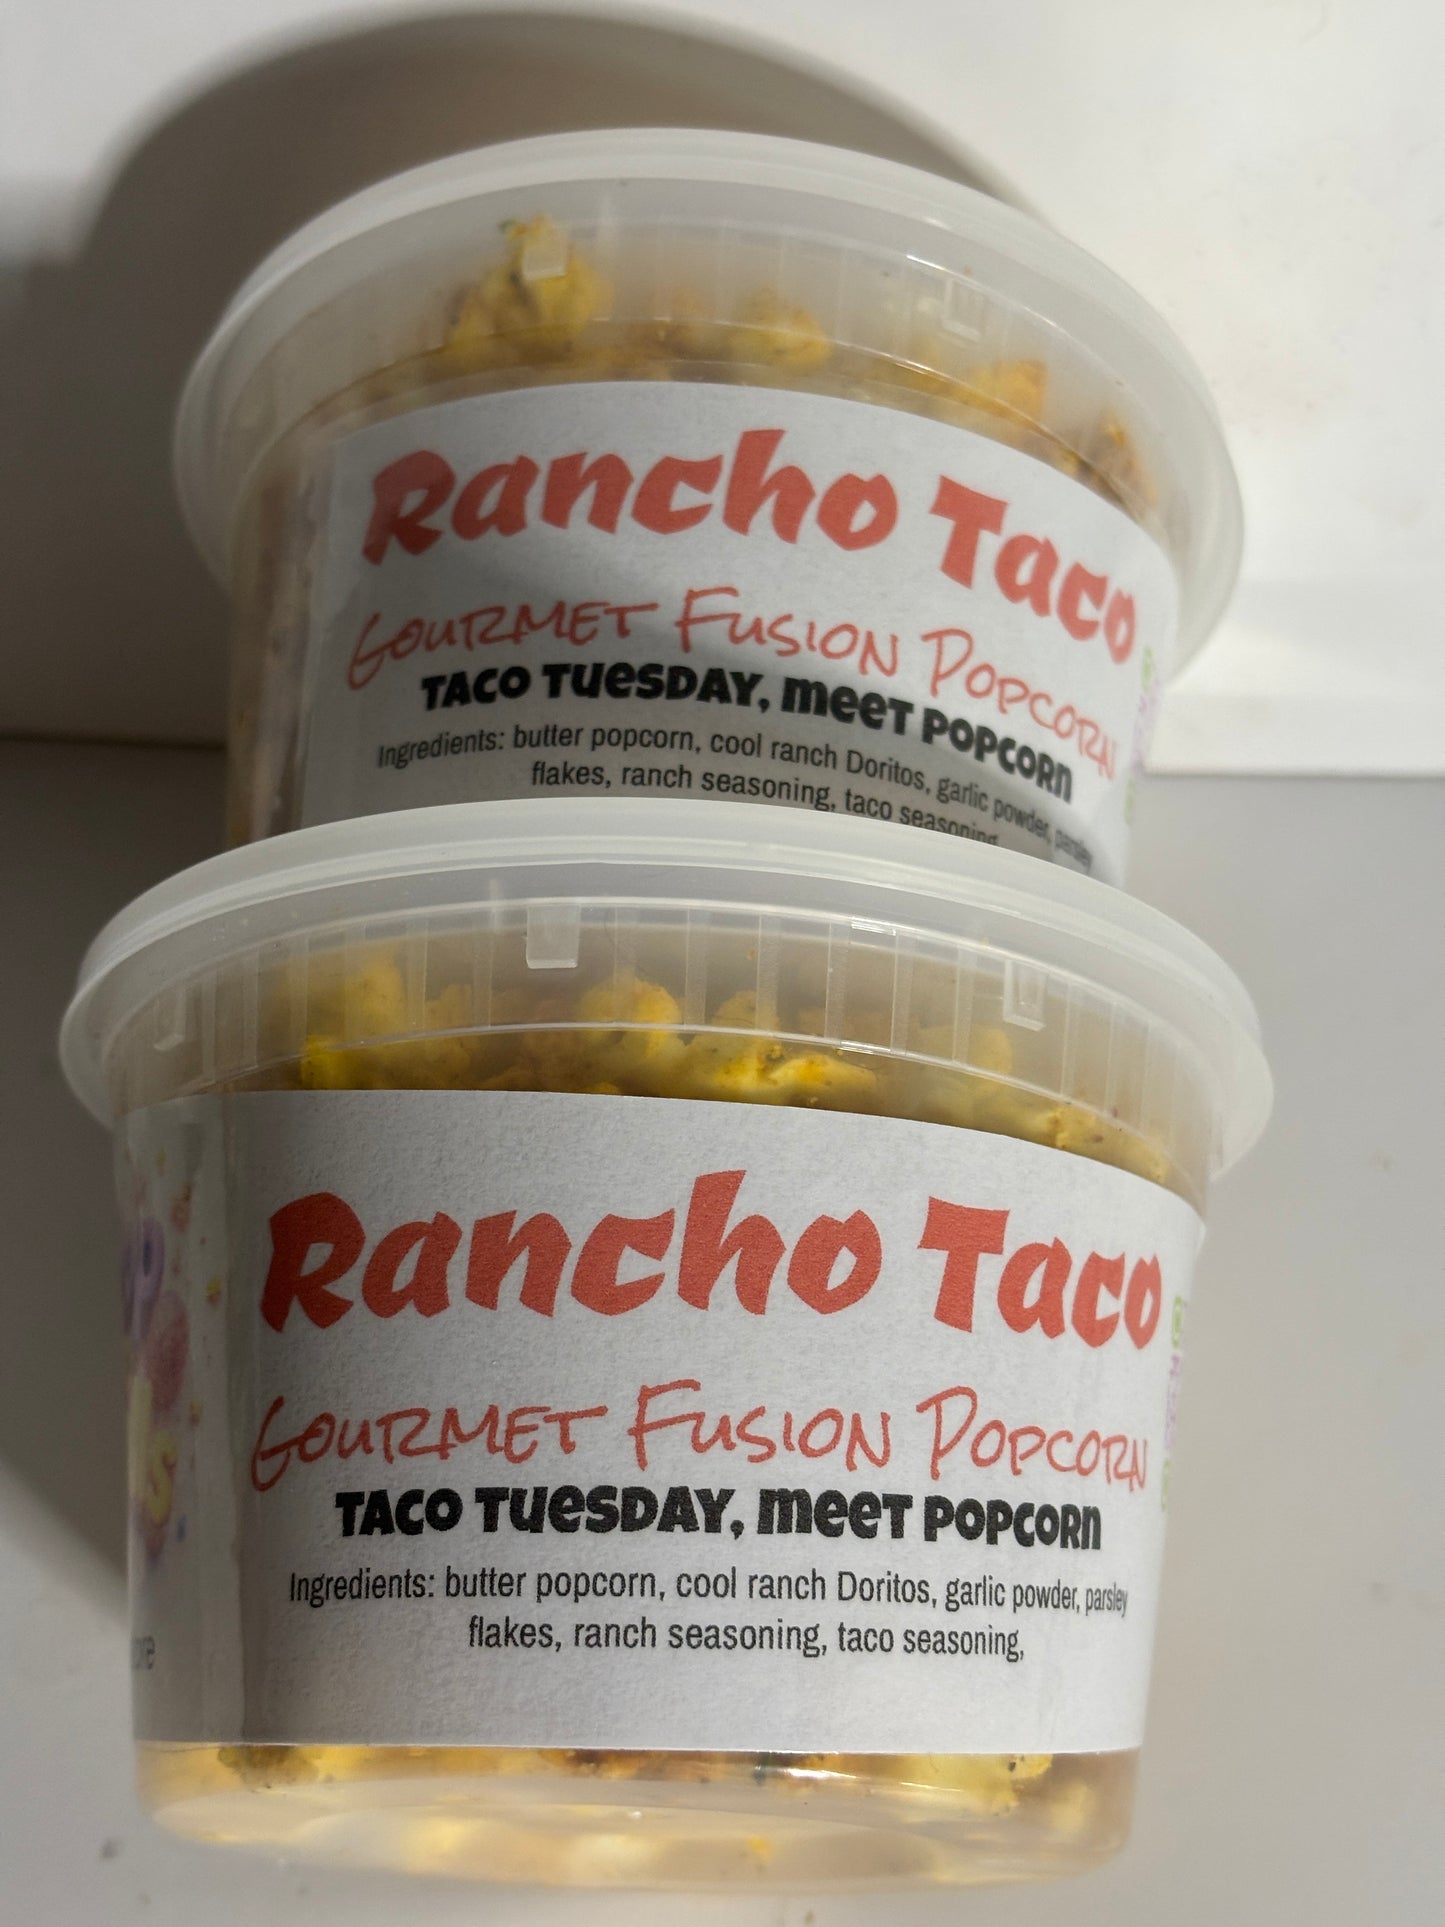 Rancho Taco
Gourmet Fusion Popcorn
Taco Tuesday, meet popcorn
Ingredients: butter popcorn, cool ranch Doritos, garlic powder, parsley
flakes, ranch seasoning, taco seasoning
Rancho Taco
Gourmet Fusion Popcorn
Taco Tuesday, meet popcorn
Ingredients: butter popcorn, cool ranch Doritos, garlic powder, parsley
flakes, ranch seasoning, taco seasoning,